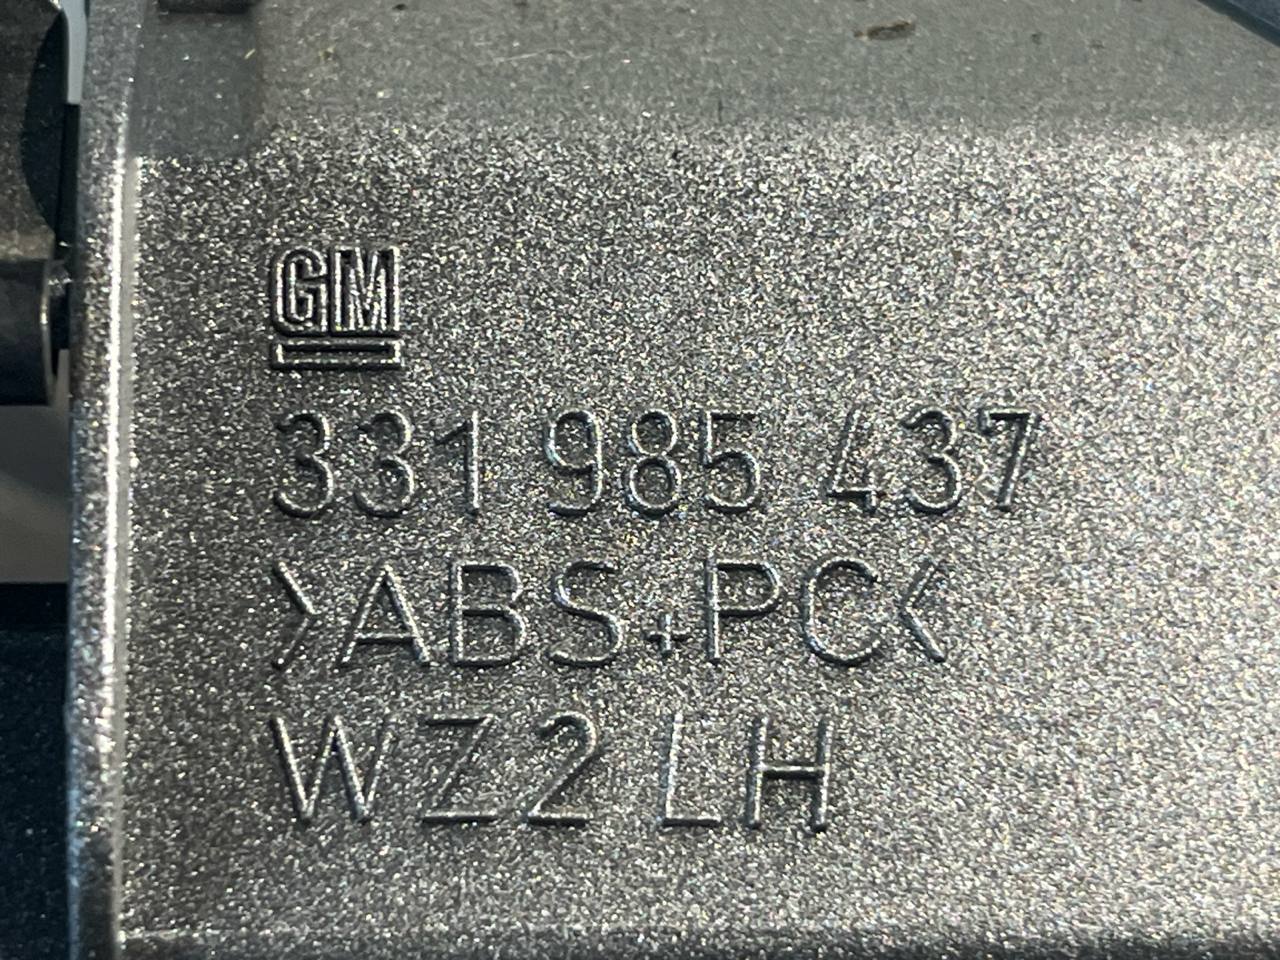 GM
331 985 437
>ABS+PC<
WZ2 LH